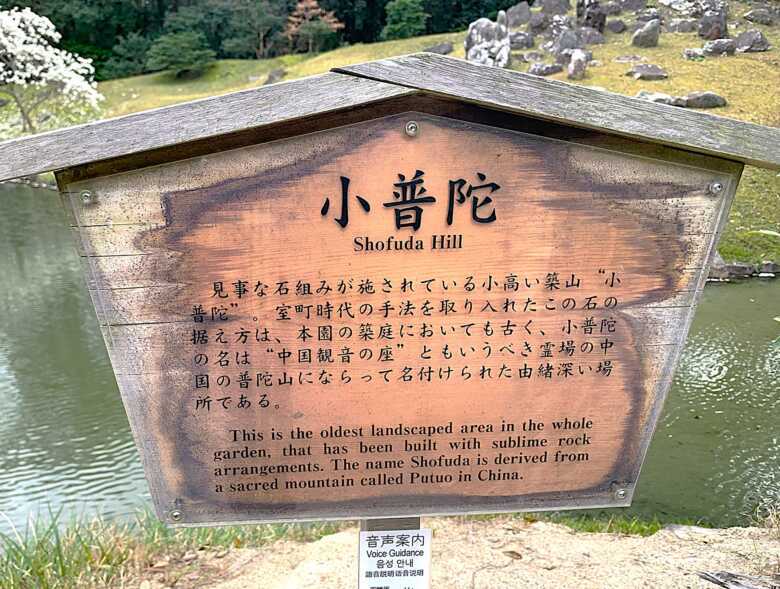 小普陀
Shofuda Hill
見事な石組みが施されている小高い築山“小
普陀”。室町時代の手法を取り入れたこの石の
据え方は、本園の築庭においても古く、小普陀
の名は“中国観音の座”ともいうべき霊場の中
国の普陀山にならって名付けられた由緒深い場
所である。
This is the oldest landscaped area in the whole
garden, that has been built with sublime rock
arrangements. The name Shofuda is derived from
a sacred mountain called Putuo in China.
音声案内
Voice Guidance
음성 안내
語音説明语音说明